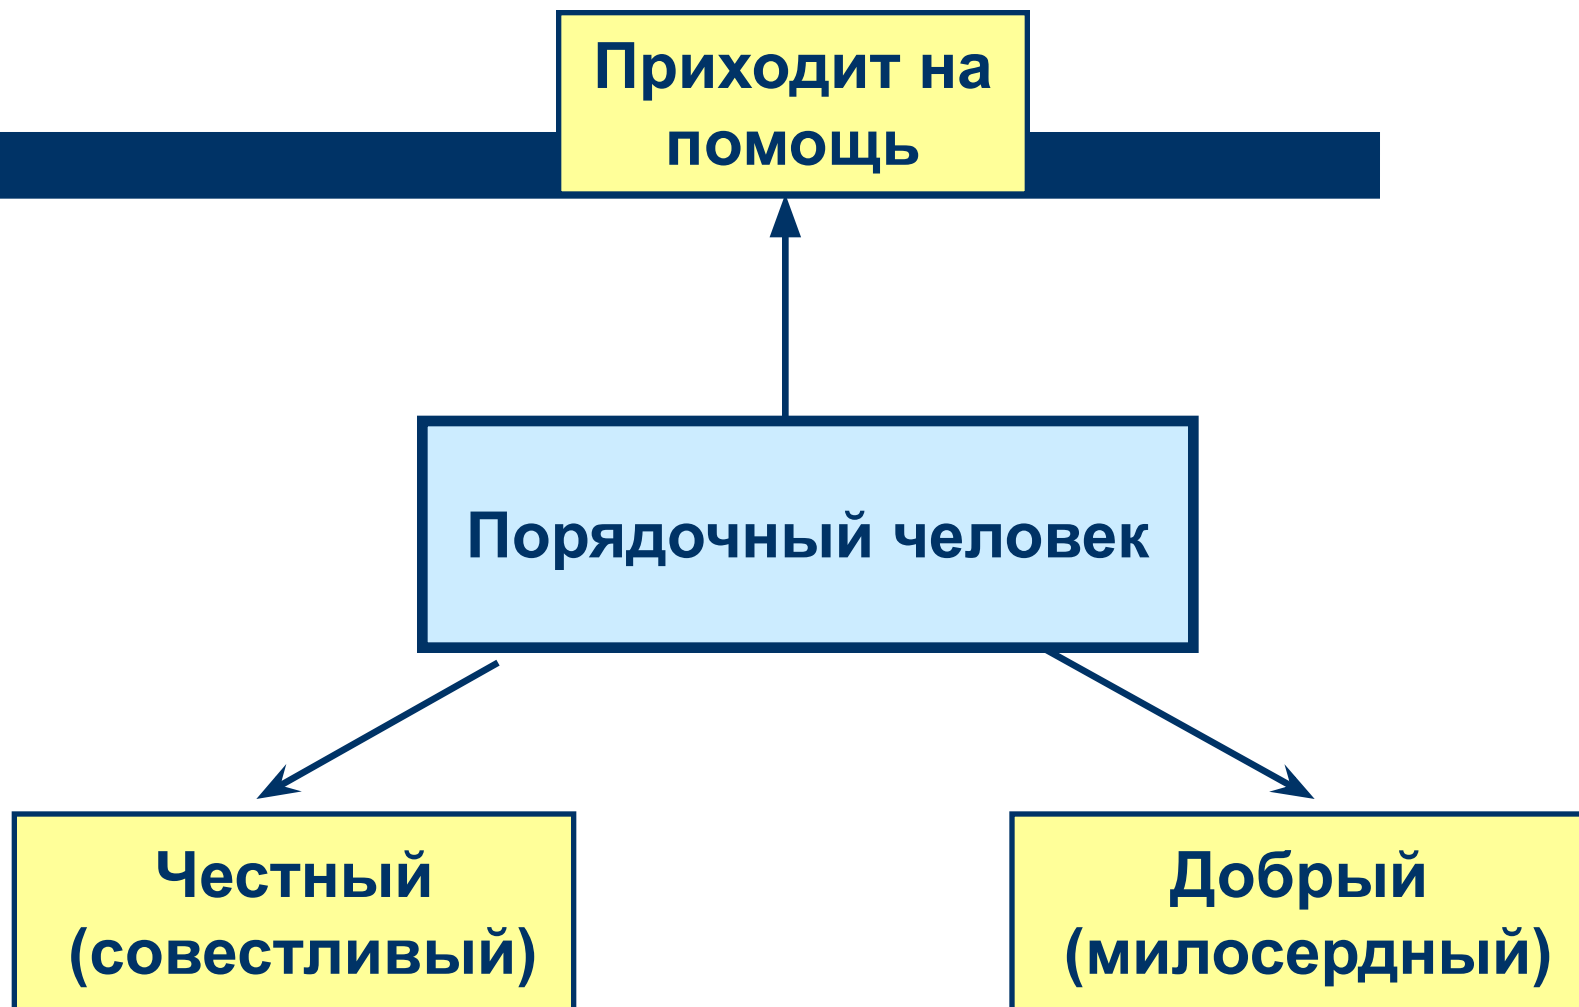 Приходит на
помощь
Порядочный человек
Честный
(совестливый)
Добрый
(милосердный)